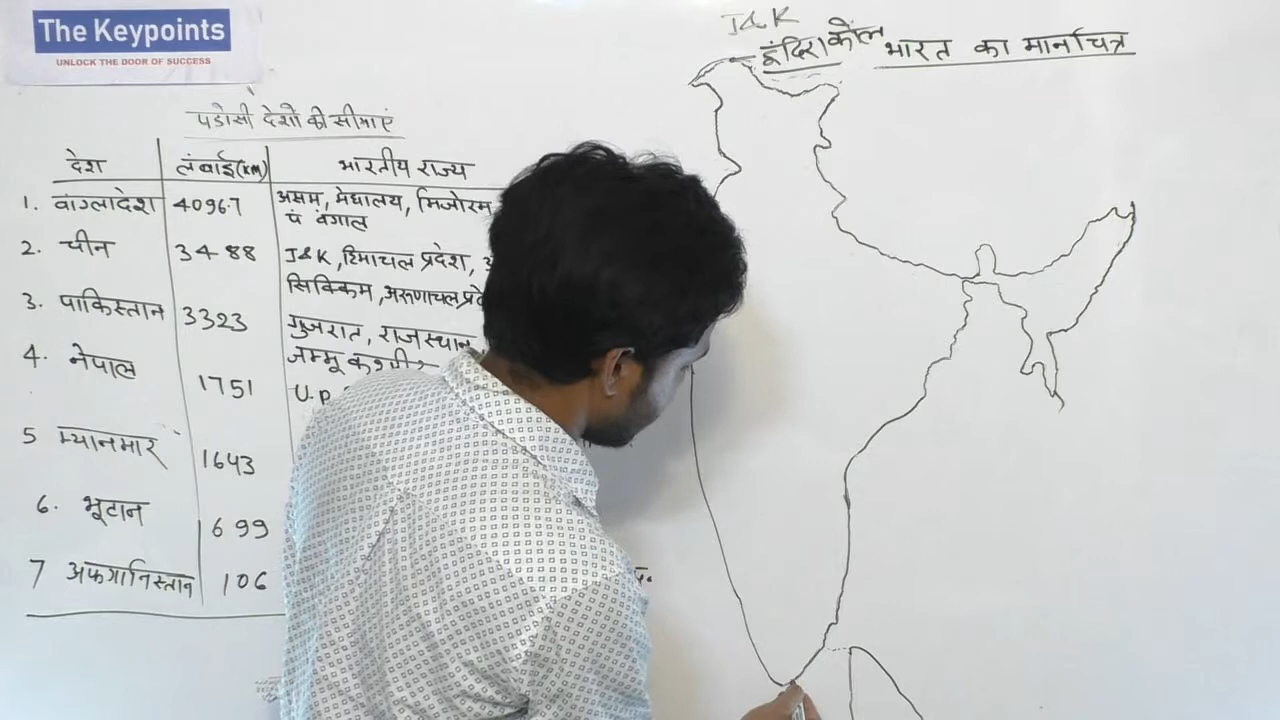 The Keypoints
UNLOCK THE DOOR OF SUCCESS
J&K
इंदिरा कौल
भारत का मानचित्र
पडोसी देशो की सीमाएं
देश लंबाई(KM) भारतीय राज्य
1. बांग्लादेश 4096.7 असम, मेघालय, मिजोरम
पं बंगाल
2. चीन 3488 J&K, हिमाचल प्रदेश,
सिक्किम, अरूणाचल प्रदे
3. पाकिस्तान 3323 गुजरात, राजस्थान
जम्मू कश्मीर
4. नेपाल 1751 U.P
5 म्यानमार 1643
6. भूटान 699
7 अफगानिस्तान 106